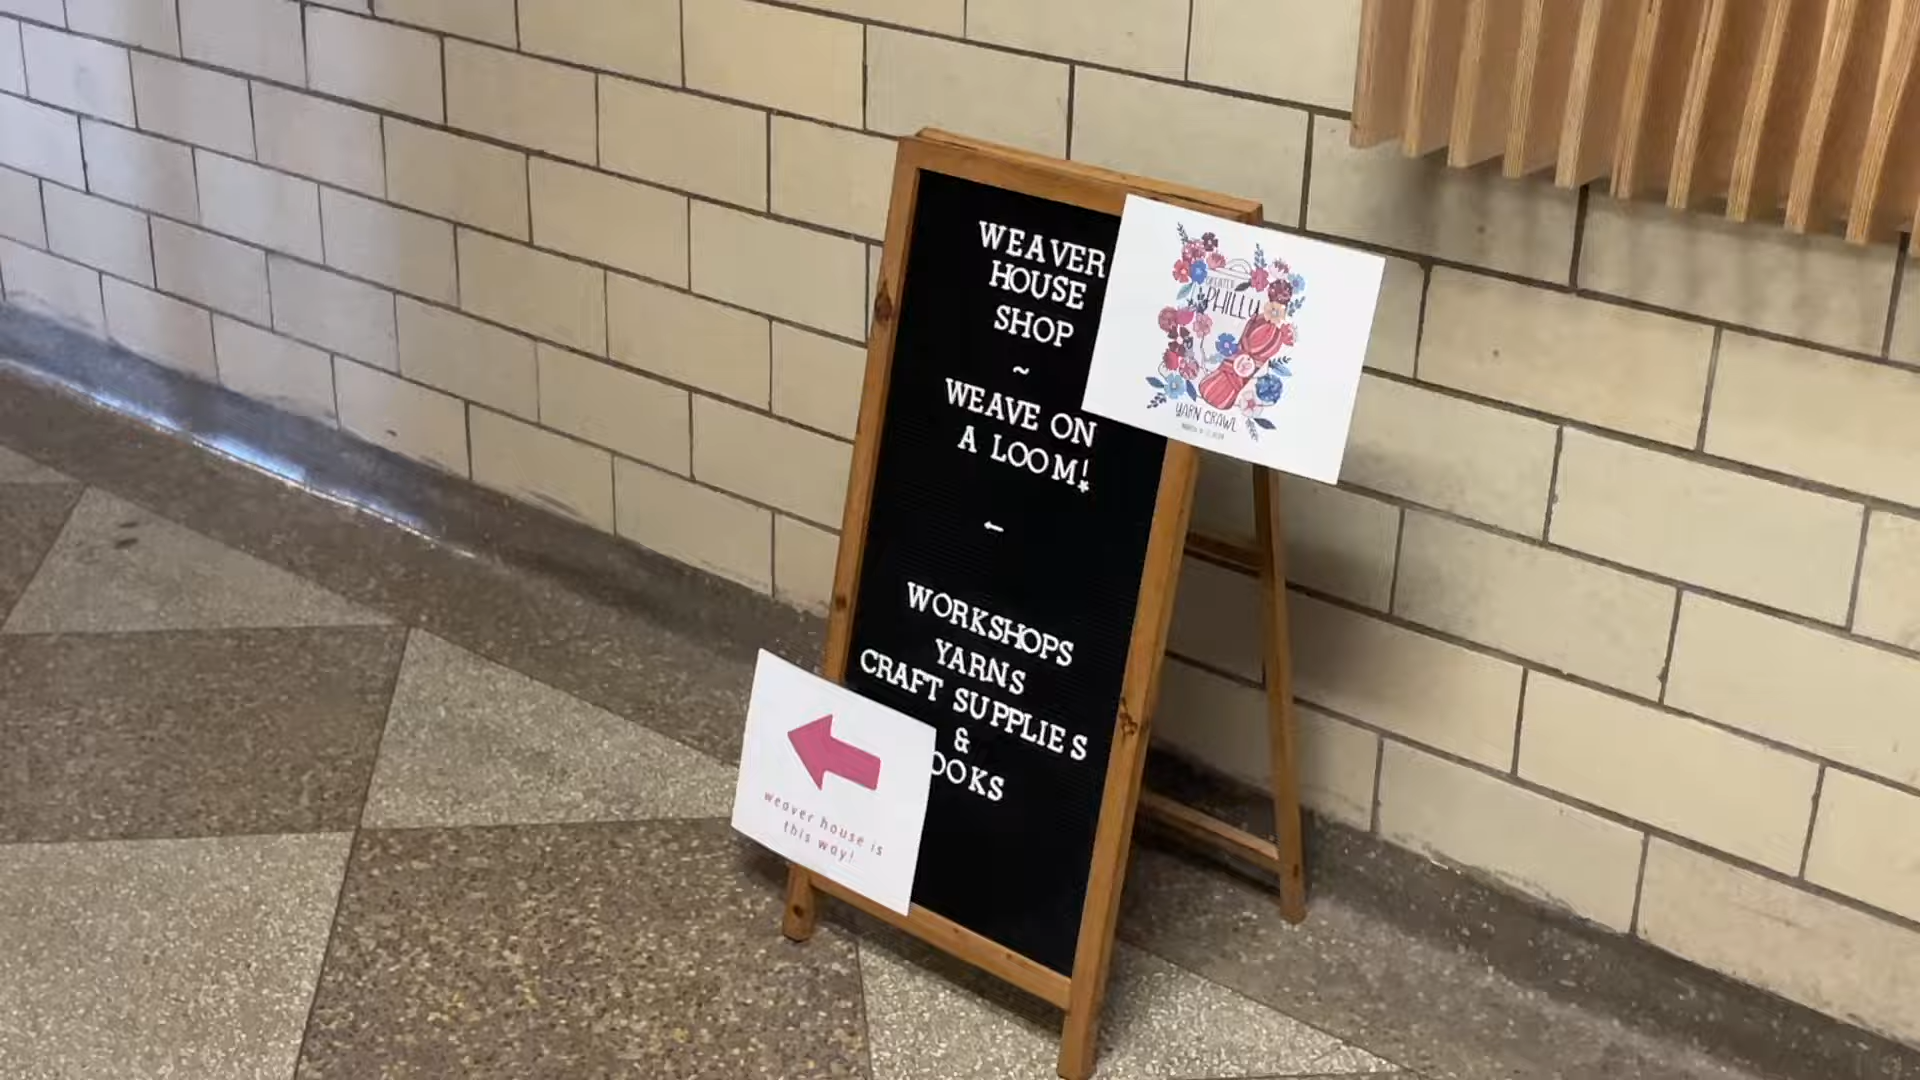 WEAVER
HOUSE
SHOP
~
WEAVE ON
A LOOM!
←
WORKSHOPS
YARNS
CRAFT SUPPLIES
&
OOKS
GREATER
PHILLY
YARN CRAWL
weaver house is
this way!